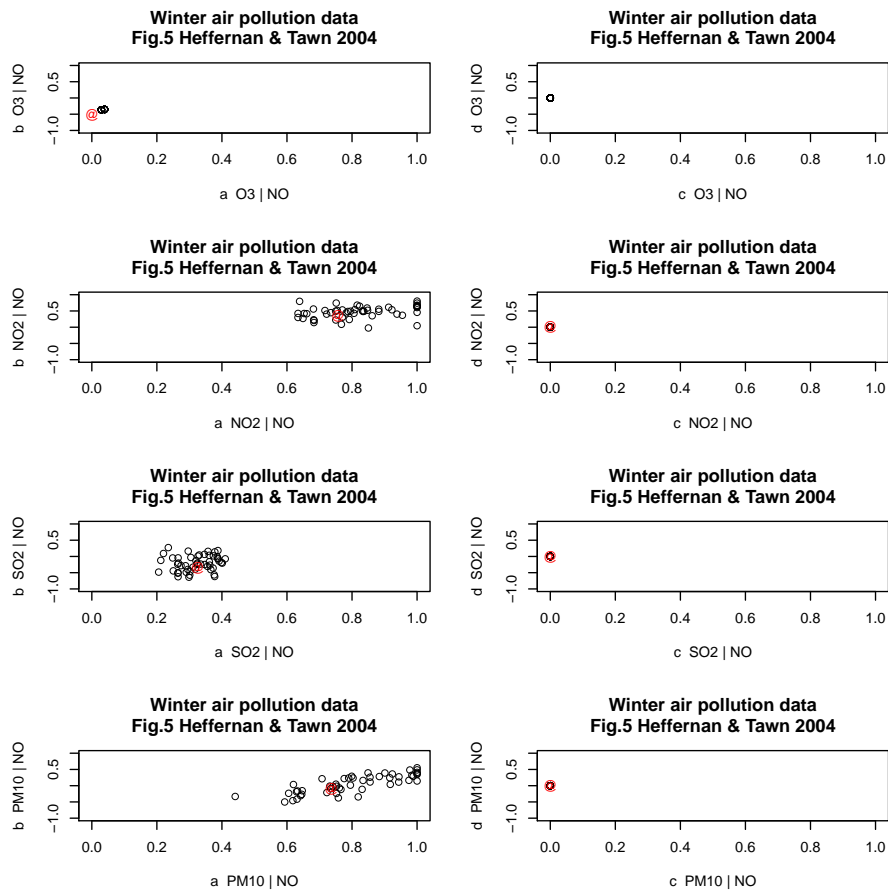 Winter air pollution data
Fig.5 Heffernan & Tawn 2004
b O3 | NO
0.5
−1.0
@
0.0 0.2 0.4 0.6 0.8 1.0
a O3 | NO
Winter air pollution data
Fig.5 Heffernan & Tawn 2004
d O3 | NO
0.5
−1.0
0.0 0.2 0.4 0.6 0.8 1.0
c O3 | NO
Winter air pollution data
Fig.5 Heffernan & Tawn 2004
b NO2 | NO
0.5
−1.0
@
0.0 0.2 0.4 0.6 0.8 1.0
a NO2 | NO
Winter air pollution data
Fig.5 Heffernan & Tawn 2004
d NO2 | NO
0.5
−1.0
@
0.0 0.2 0.4 0.6 0.8 1.0
c NO2 | NO
Winter air pollution data
Fig.5 Heffernan & Tawn 2004
b SO2 | NO
0.5
−1.0
@
0.0 0.2 0.4 0.6 0.8 1.0
a SO2 | NO
Winter air pollution data
Fig.5 Heffernan & Tawn 2004
d SO2 | NO
0.5
−1.0
@
0.0 0.2 0.4 0.6 0.8 1.0
c SO2 | NO
Winter air pollution data
Fig.5 Heffernan & Tawn 2004
b PM10 | NO
0.5
−1.0
@
0.0 0.2 0.4 0.6 0.8 1.0
a PM10 | NO
Winter air pollution data
Fig.5 Heffernan & Tawn 2004
d PM10 | NO
0.5
−1.0
@
0.0 0.2 0.4 0.6 0.8 1.0
c PM10 | NO